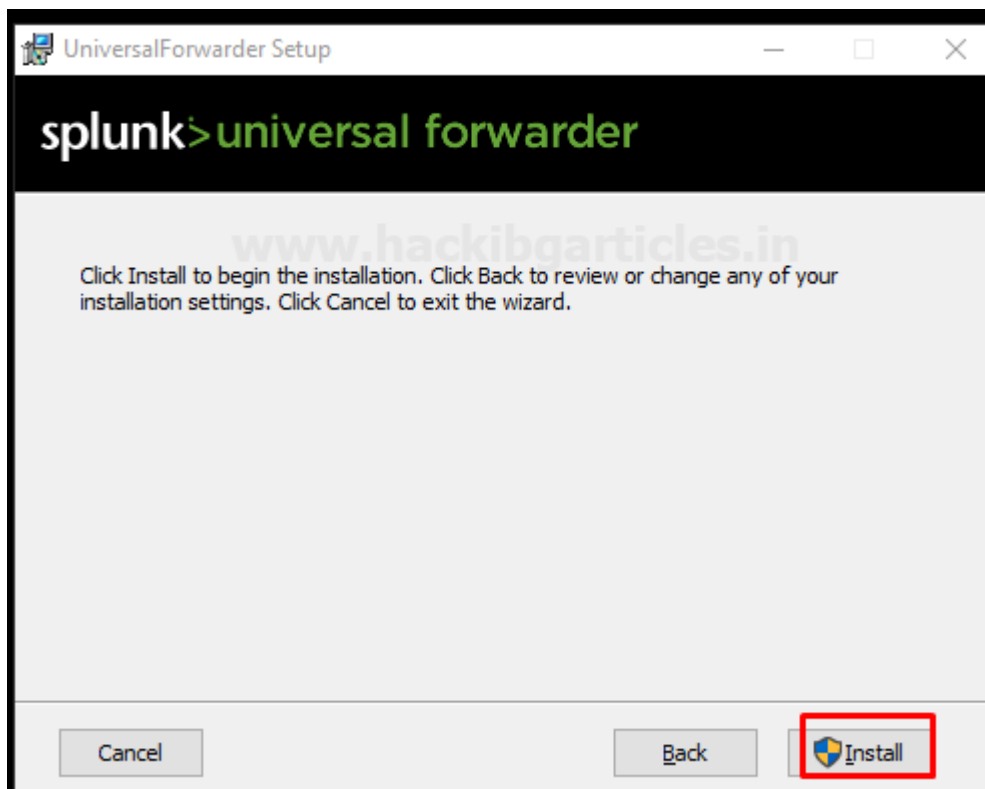 UniversalForwarder Setup
splunk>universal forwarder
www.hackibgarticles.in
Click Install to begin the installation. Click Back to review or change any of your
installation settings. Click Cancel to exit the wizard.
Cancel
Back
Install